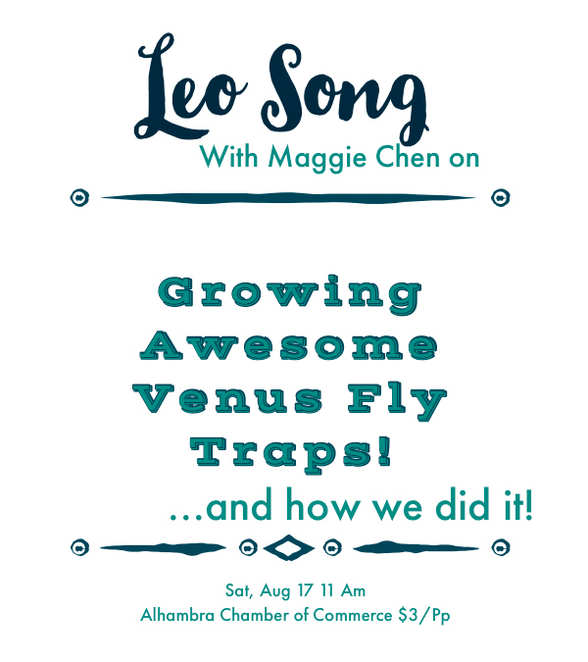 Leo Song
With Maggie Chen on
Growing
Awesome
Venus Fly
Traps!
...and how we did it!
Sat, Aug 17 11 Am
Alhambra Chamber of Commerce $3/Pp